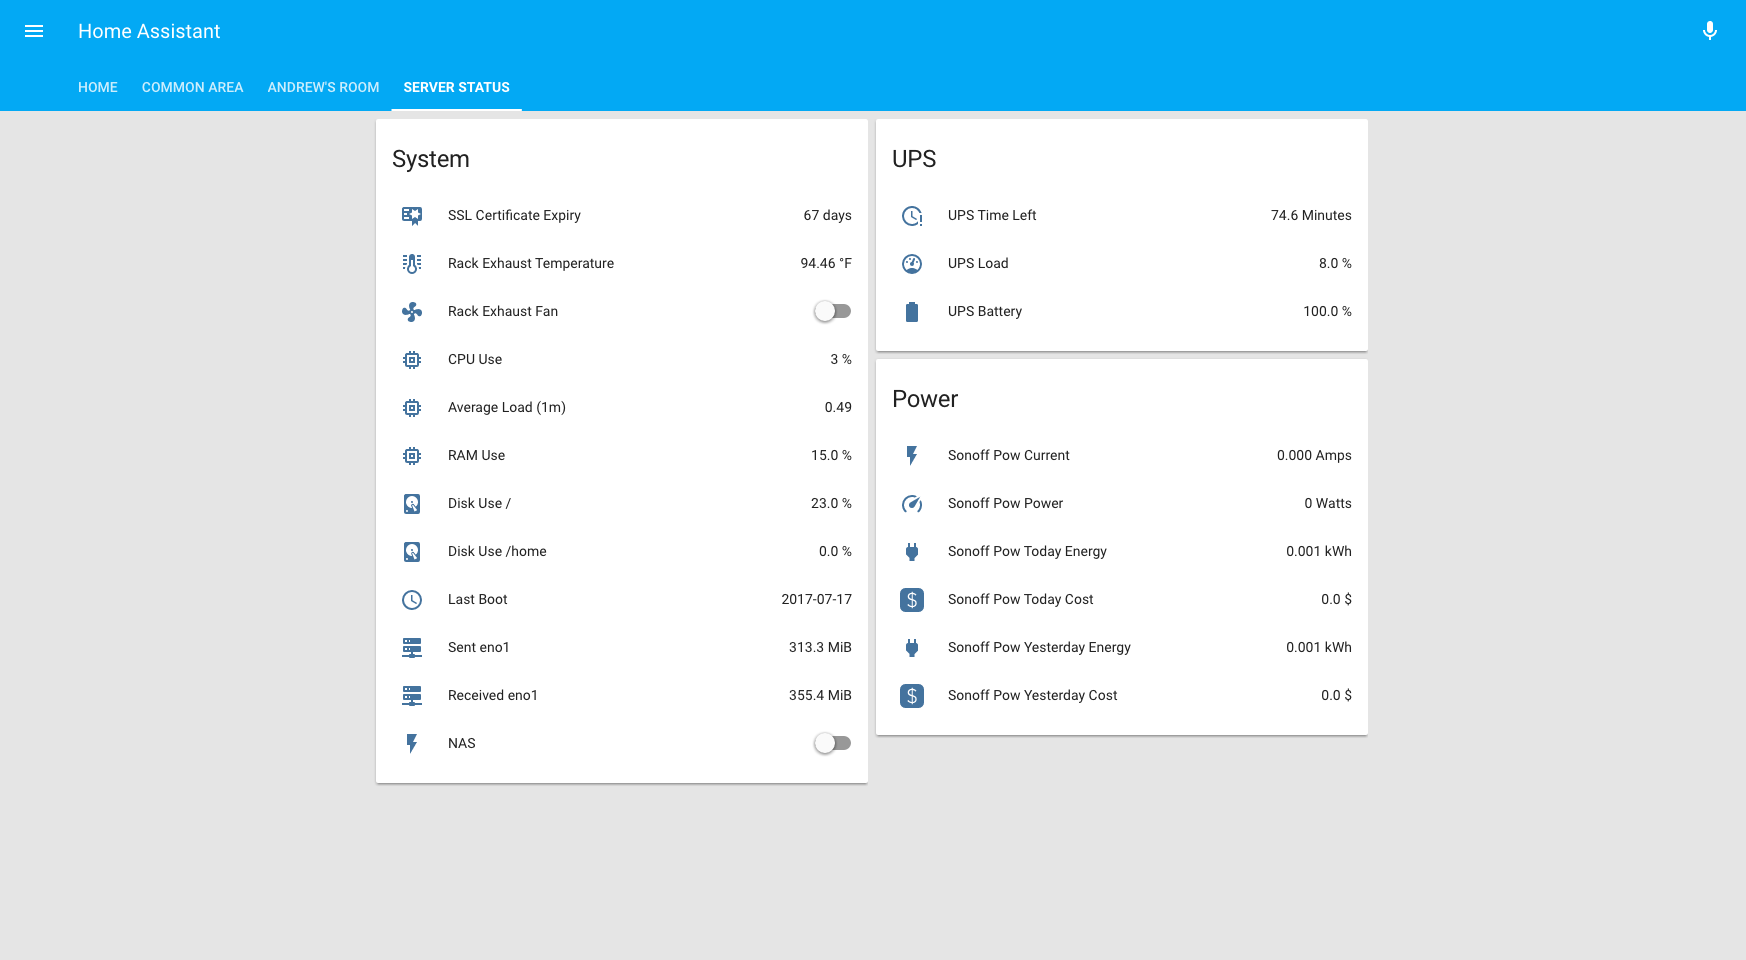 Home Assistant
HOME COMMON AREA ANDREW'S ROOM SERVER STATUS
System
SSL Certificate Expiry 67 days
Rack Exhaust Temperature 94.46 °F
Rack Exhaust Fan
CPU Use 3 %
Average Load (1m) 0.49
RAM Use 15.0 %
Disk Use / 23.0 %
Disk Use /home 0.0 %
Last Boot 2017-07-17
Sent eno1 313.3 MiB
Received eno1 355.4 MiB
NAS
UPS
UPS Time Left 74.6 Minutes
UPS Load 8.0 %
UPS Battery 100.0 %
Power
Sonoff Pow Current 0.000 Amps
Sonoff Pow Power 0 Watts
Sonoff Pow Today Energy 0.001 kWh
$ Sonoff Pow Today Cost 0.0 $
Sonoff Pow Yesterday Energy 0.001 kWh
$ Sonoff Pow Yesterday Cost 0.0 $